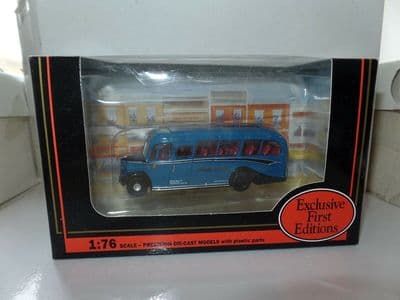 Exclusive
First
Editions
1:76 SCALE - PRECISION DIE-CAST MODELS with plastic parts